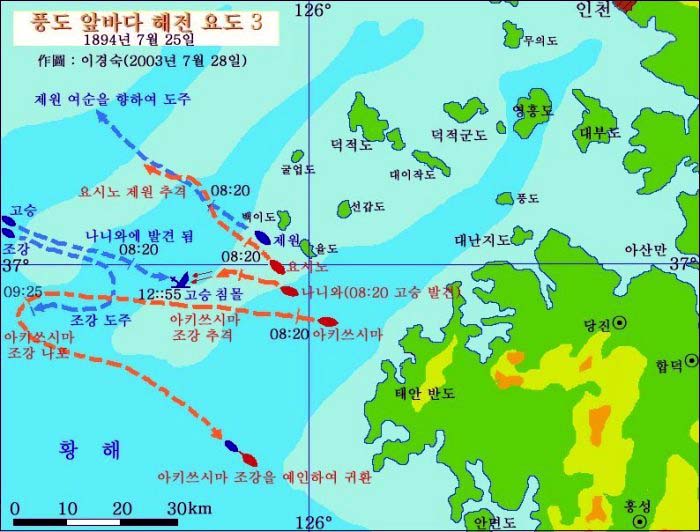 풍도 앞바다 해전 요도 3
1894년 7월 25일
作圖 : 이경숙(2003년 7월 28일)
126°
인천
무의도
제원 여순을 향하여 도주
영흥도
덕적군도
대부도
덕적도
굴업도
대이작도
요시노 제원 추격
08:20
선갑도
풍도
고승
백이도
나니와에 발견 됨
제원
대난지도
조강
08:20
울도
아산만
37°
08:20
요시노
37°
09:25
12::55 고승 침몰
나니와(08:20 고승 발견)
조강 도주
아키쓰시마
조강 추격
08:20
아키쓰시마
아키쓰시마
조강 나포
당진
합덕
태안 반도
황 해
아키쓰시마 조강을 예인하여 귀환
0 10 20 30km
126°
안면도
홍성